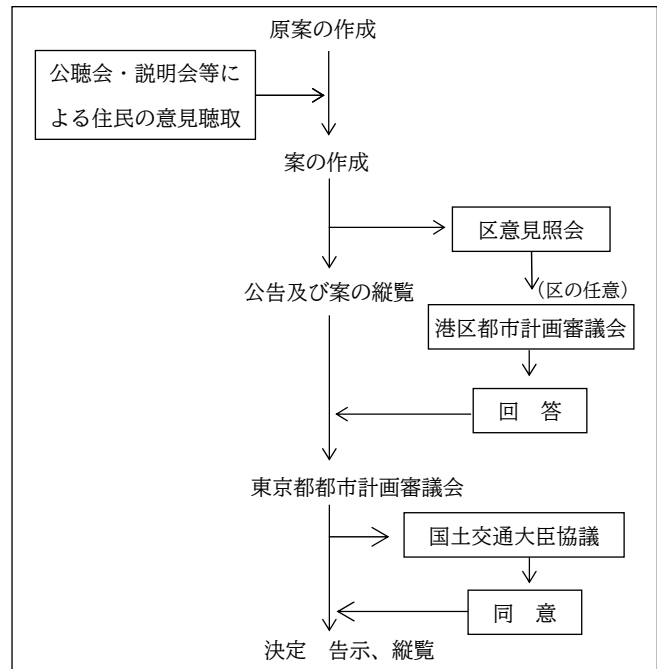 原案の作成
公聴会・説明会等に
よる住民の意見聴取
案の作成
区意見照会
（区の任意）
公告及び案の縦覧
港区都市計画審議会
回　答
東京都都市計画審議会
国土交通大臣協議
同　意
決定　告示、縦覧